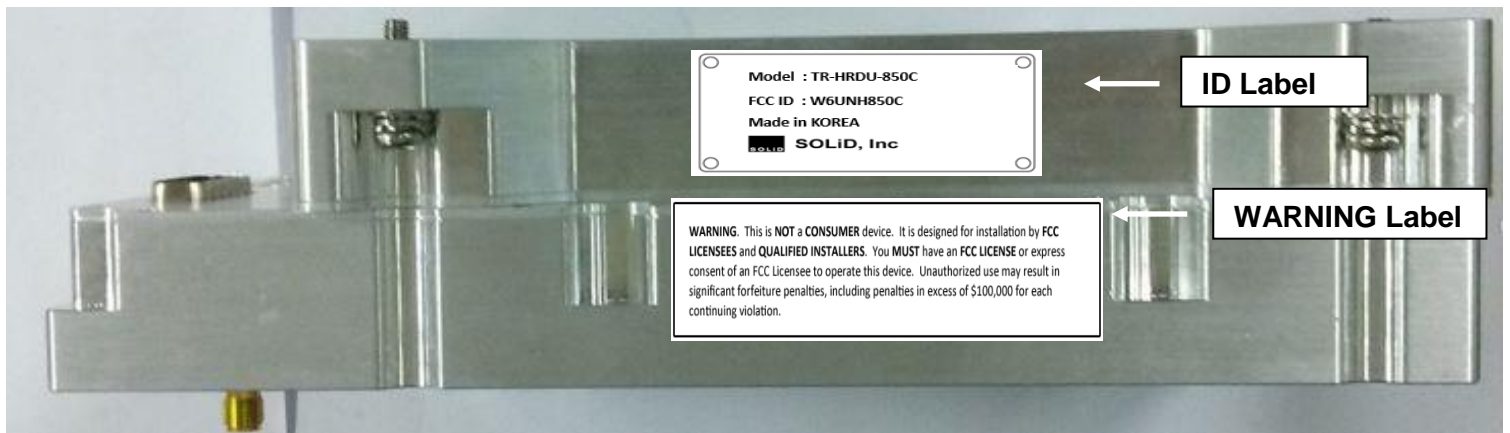 Model : TR-HRDU-850C
FCC ID : W6UNH850C
Made in KOREA
SOLiD SOLiD, Inc
ID Label
WARNING Label
WARNING. This is NOT a CONSUMER device. It is designed for installation by FCC
LICENSEES and QUALIFIED INSTALLERS. You MUST have an FCC LICENSE or express
consent of an FCC Licensee to operate this device. Unauthorized use may result in
significant forfeiture penalties, including penalties in excess of $100,000 for each
continuing violation.